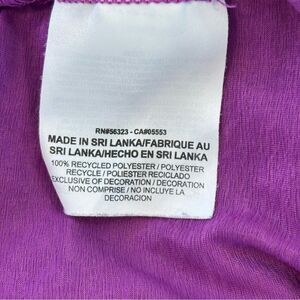 RN#56323 - CA#05553
MADE IN SRI LANKA/FABRIQUE AU
SRI LANKA/HECHO EN SRI LANKA
100% RECYCLED POLYESTER / POLYESTER
RECYCLE / POLIESTER RECICLADO
EXCLUSIVE OF DECORATION / DECORATION
NON COMPRISE / NO INCLUYE LA
DECORACION